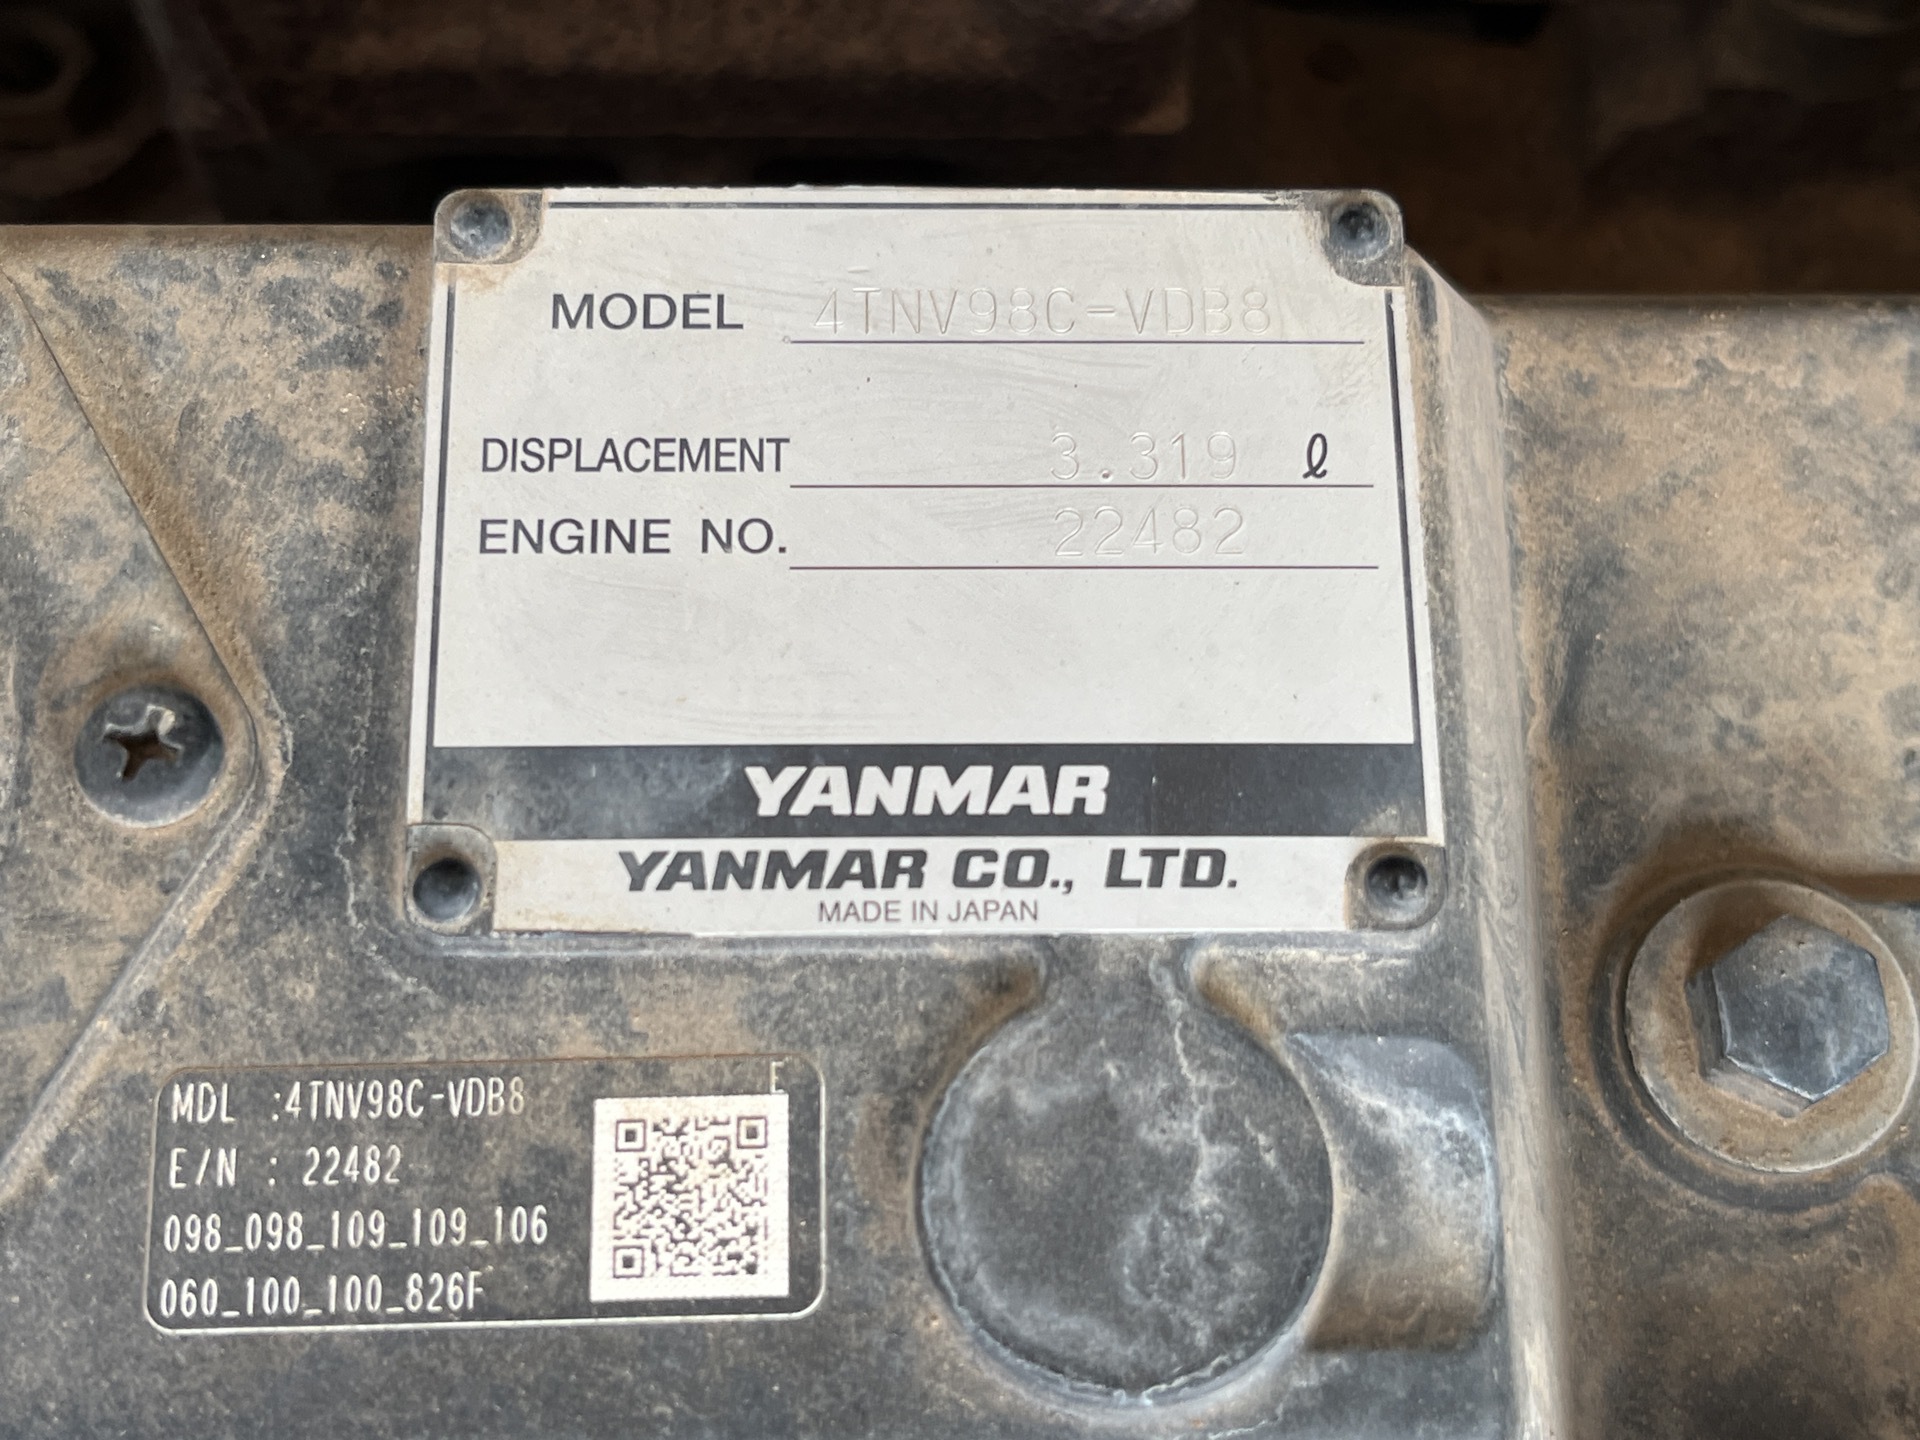 MODEL 4TNV98C-VDB8
DISPLACEMENT 3.319 ℓ
ENGINE NO. 22482
YANMAR
YANMAR CO., LTD.
MADE IN JAPAN
E
MDL :4TNV98C-VDB8
E/N : 22482
098_098_109_109_106
060_100_100_826F